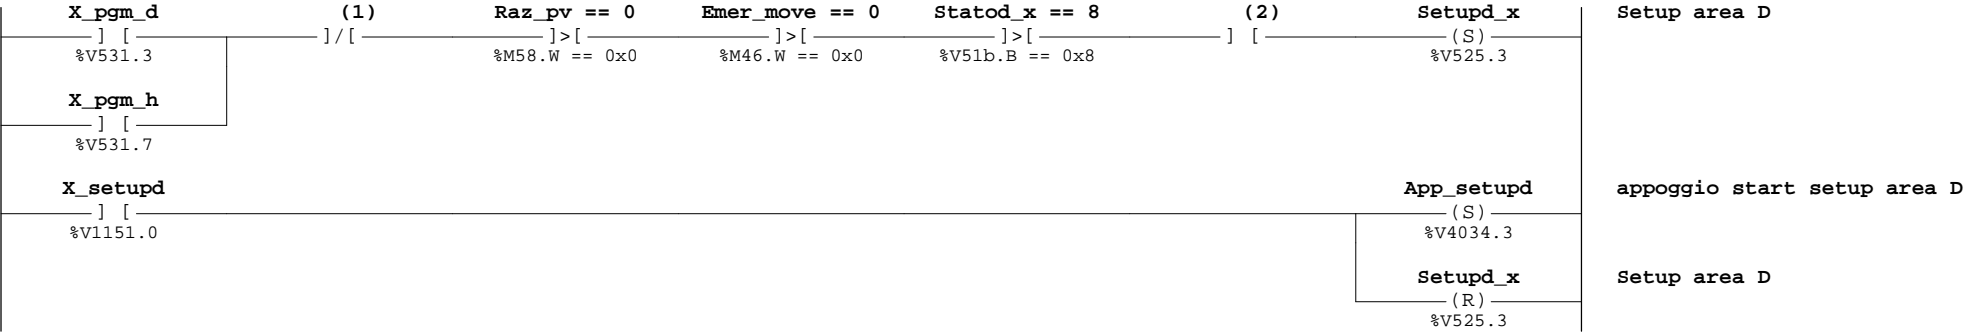 X_pgm_d (1) Raz_pv == 0 Emer_move == 0 Statod_x == 8 (2) Setupd_x Setup area D
] [ ]/[ ]>[ ]>[ ]>[ ] [ (S)
%V531.3 %M58.W == 0x0 %M46.W == 0x0 %V51b.B == 0x8 %V525.3
X_pgm_h
] [
%V531.7
X_setupd App_setupd appoggio start setup area D
] [ (S)
%V1151.0 %V4034.3
Setupd_x Setup area D
(R)
%V525.3